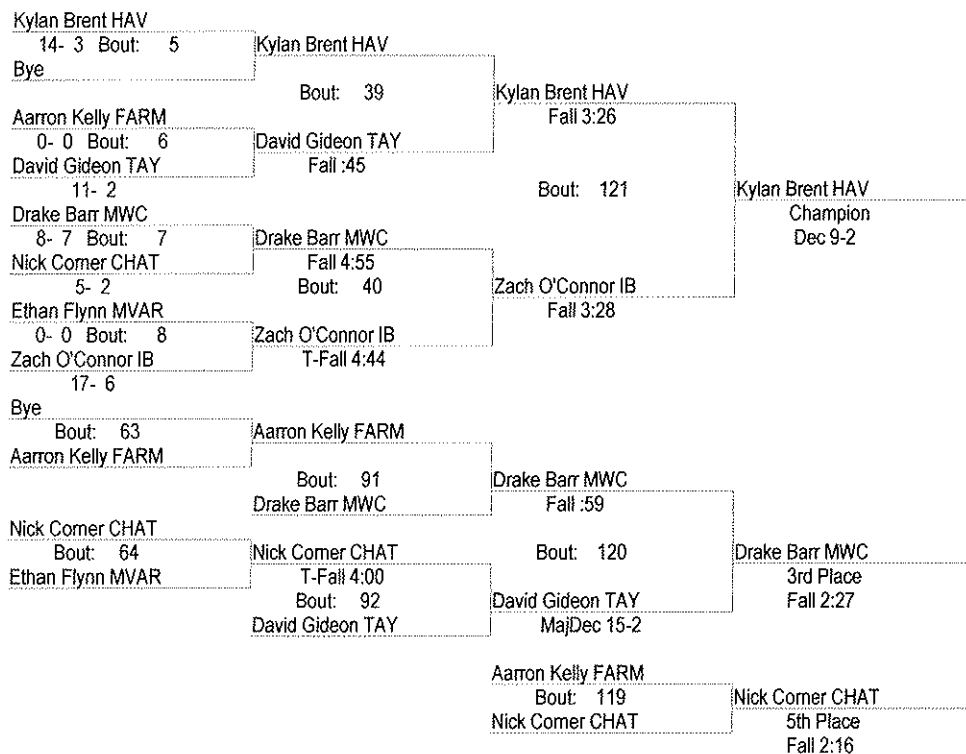 Kylan Brent HAV
14- 3 Bout: 5
Bye
Kylan Brent HAV
Bout: 39
Aarron Kelly FARM
0- 0 Bout: 6
David Gideon TAY
11- 2
David Gideon TAY
Fall :45
Kylan Brent HAV
Fall 3:26
Drake Barr MWC
8- 7 Bout: 7
Nick Corner CHAT
5- 2
Drake Barr MWC
Fall 4:55
Bout: 40
Ethan Flynn MVAR
0- 0 Bout: 8
Zach O'Connor IB
17- 6
Zach O'Connor IB
T-Fall 4:44
Bout: 121
Zach O'Connor IB
Fall 3:28
Kylan Brent HAV
Champion
Dec 9-2
Bye
Bout: 63
Aarron Kelly FARM
Aarron Kelly FARM
Bout: 91
Drake Barr MWC
Drake Barr MWC
Fall :59
Nick Corner CHAT
Bout: 64
Ethan Flynn MVAR
Nick Corner CHAT
T-Fall 4:00
Bout: 92
David Gideon TAY
Bout: 120
David Gideon TAY
MajDec 15-2
Drake Barr MWC
3rd Place
Fall 2:27
Aarron Kelly FARM
Bout: 119
Nick Corner CHAT
Nick Corner CHAT
5th Place
Fall 2:16